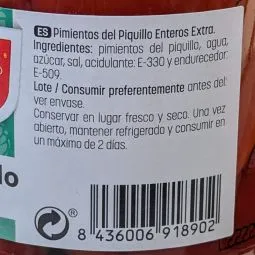 ES Pimientos del Piquillo Enteros Extra.
Ingredientes: pimientos del piquillo, agua,
azúcar, sal, acidulante: E-330 y endurecedor:
E-509.
Lote / Consumir preferentemente antes del:
ver envase.
Conservar en lugar fresco y seco. Una vez
abierto, mantener refrigerado y consumir en
un máximo de 2 días.
lo
8 436006 918902